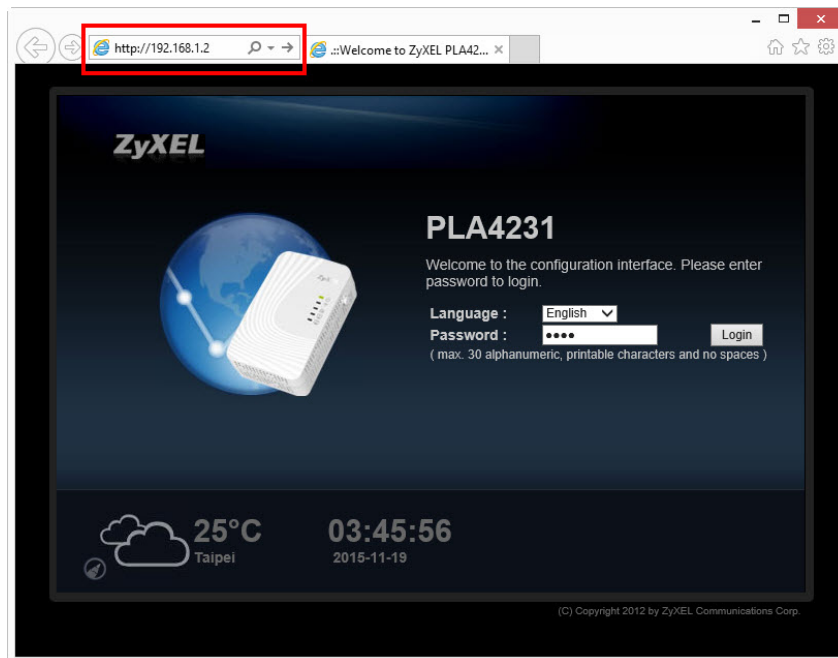 http://192.168.1.2
.::Welcome to ZyXEL PLA42...
ZyXEL
PLA4231
Welcome to the configuration interface. Please enter
password to login.
Language : English
Password : •••• Login
( max. 30 alphanumeric, printable characters and no spaces )
25°C
Taipei
03:45:56
2015-11-19
(C) Copyright 2012 by ZyXEL Communications Corp.